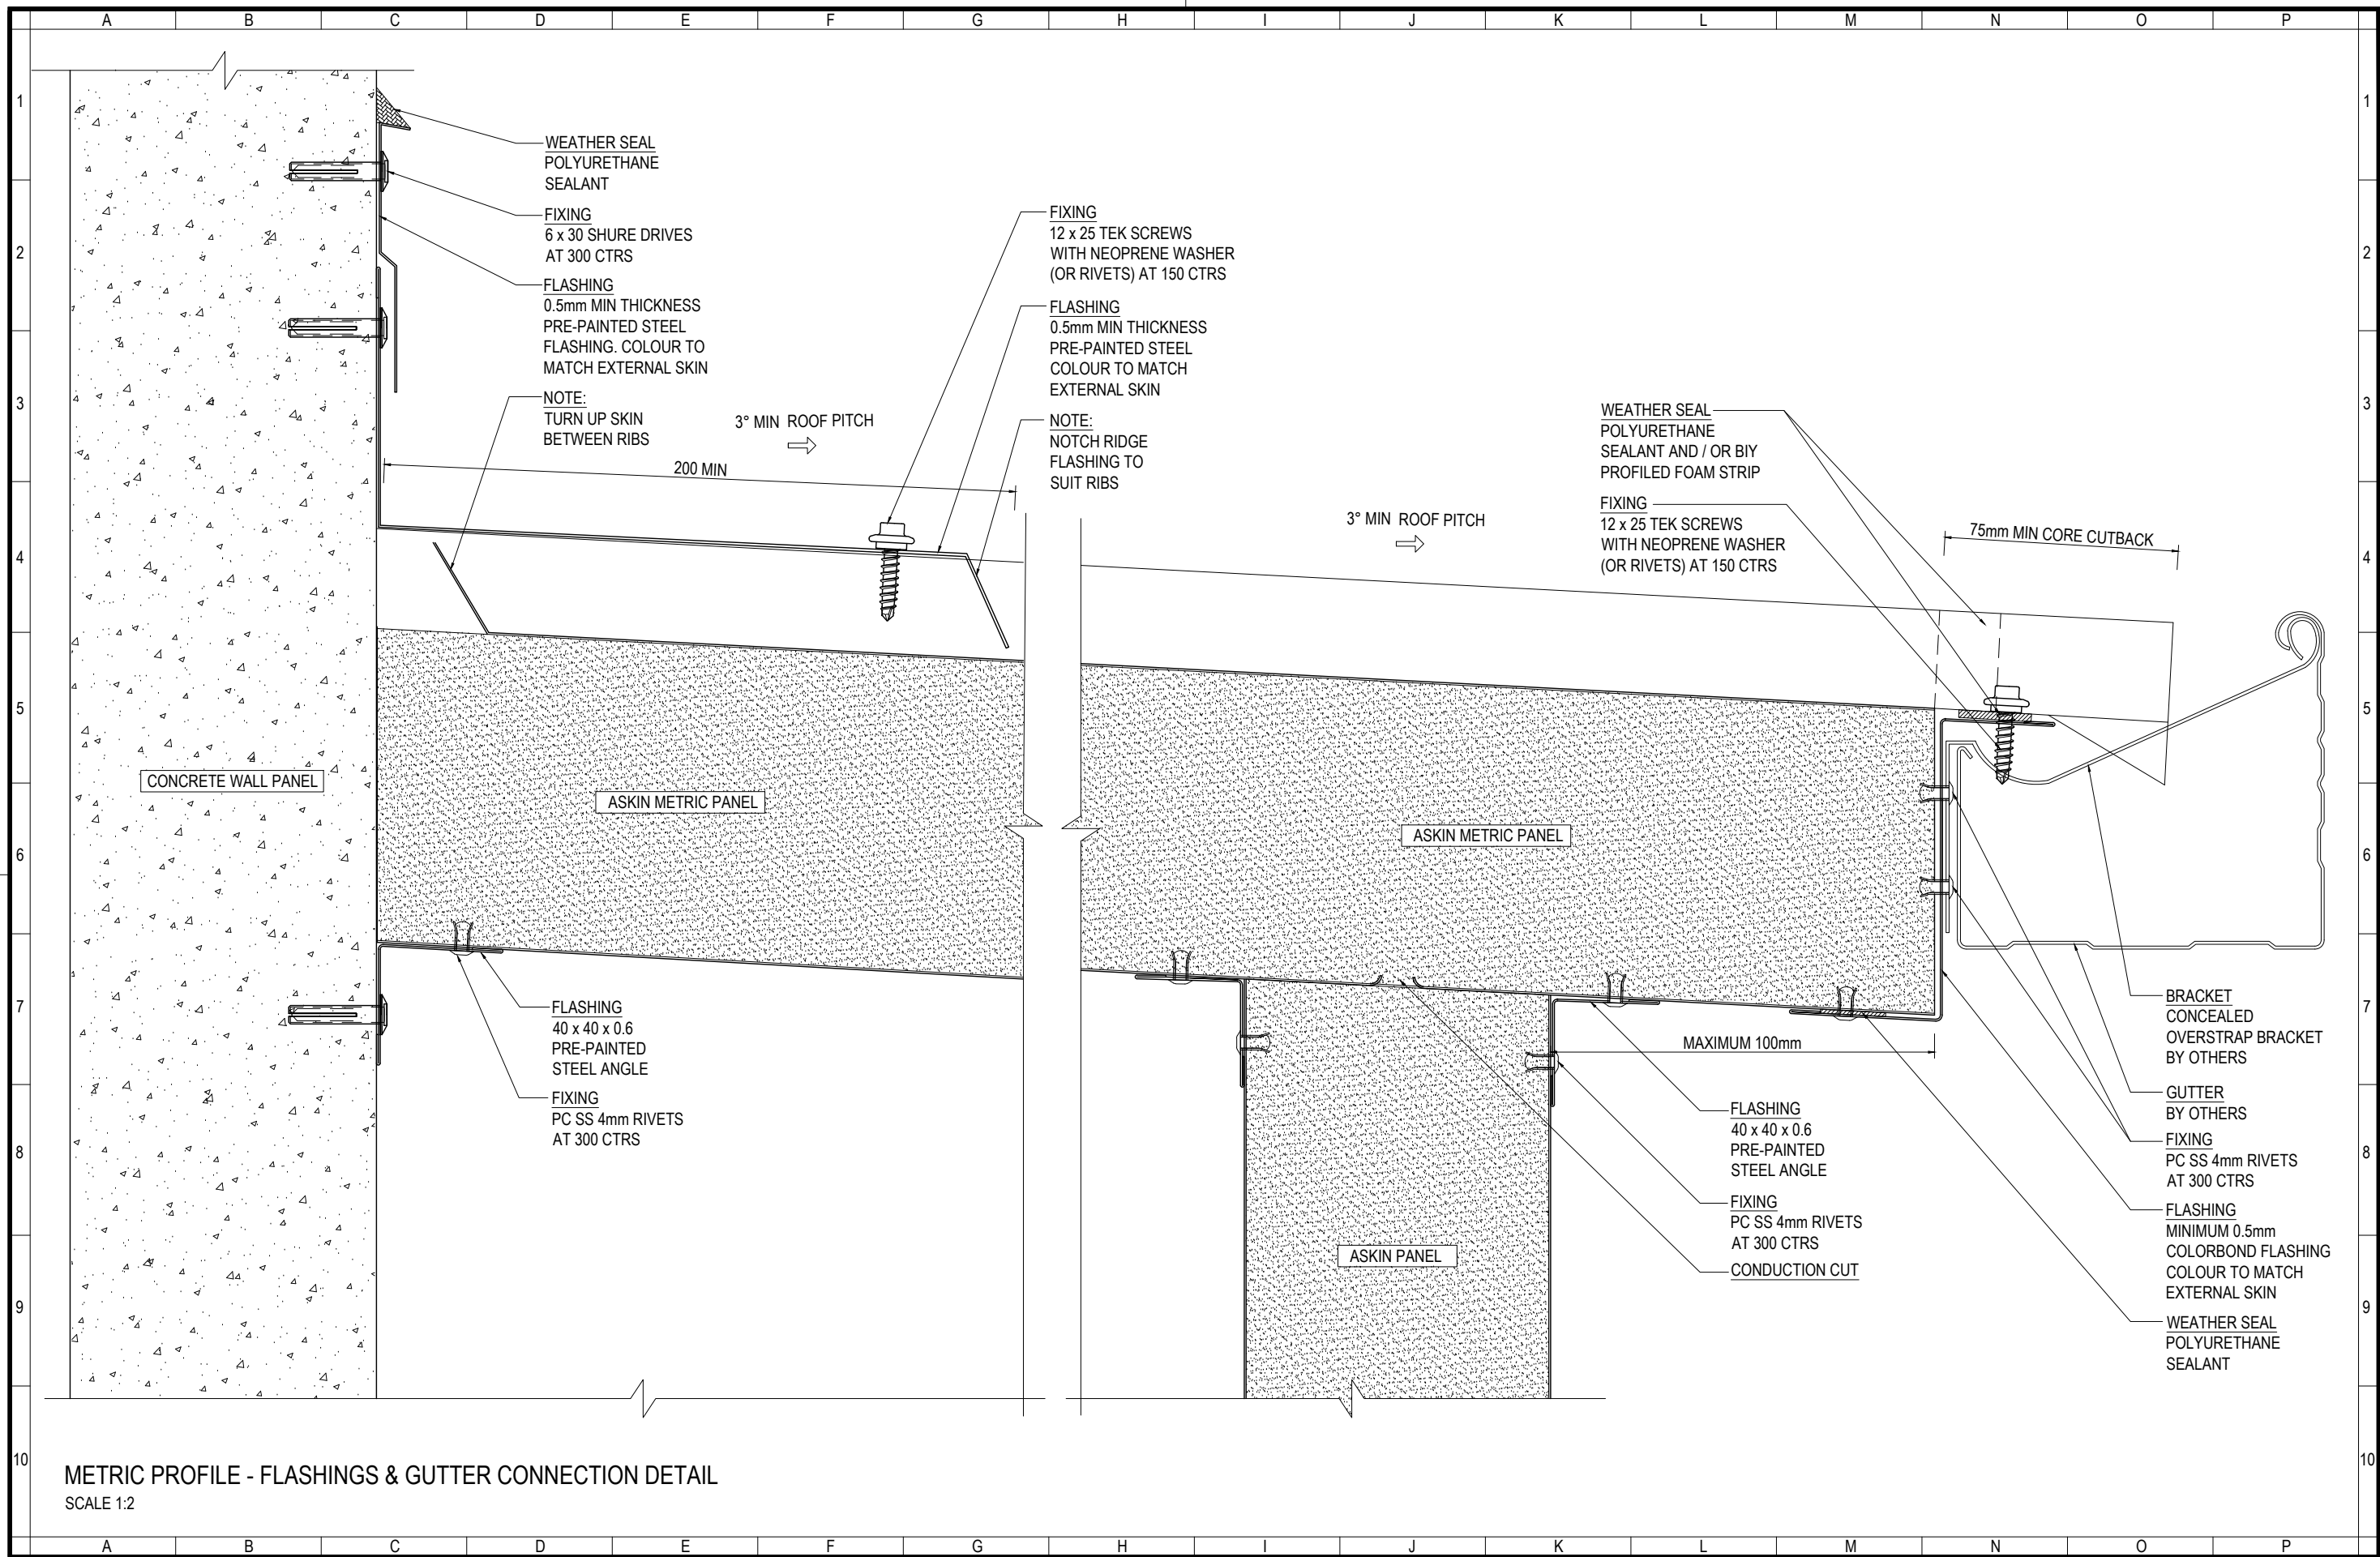 A B C D E F G H I J K L M N O P
1 1
2 2
3 3
4 4
5 5
6 6
7 7
8 8
9 9
10 10
WEATHER SEAL
POLYURETHANE
SEALANT
FIXING
6 x 30 SHURE DRIVES
AT 300 CTRS
FLASHING
0.5mm MIN THICKNESS
PRE-PAINTED STEEL
FLASHING. COLOUR TO
MATCH EXTERNAL SKIN
NOTE:
TURN UP SKIN
BETWEEN RIBS
3° MIN ROOF PITCH
200 MIN
FIXING
12 x 25 TEK SCREWS
WITH NEOPRENE WASHER
(OR RIVETS) AT 150 CTRS
FLASHING
0.5mm MIN THICKNESS
PRE-PAINTED STEEL
COLOUR TO MATCH
EXTERNAL SKIN
NOTE:
NOTCH RIDGE
FLASHING TO
SUIT RIBS
3° MIN ROOF PITCH
WEATHER SEAL
POLYURETHANE
SEALANT AND / OR BIY
PROFILED FOAM STRIP
FIXING
12 x 25 TEK SCREWS
WITH NEOPRENE WASHER
(OR RIVETS) AT 150 CTRS
75mm MIN CORE CUTBACK
CONCRETE WALL PANEL
ASKIN METRIC PANEL
ASKIN METRIC PANEL
FLASHING
40 x 40 x 0.6
PRE-PAINTED
STEEL ANGLE
FIXING
PC SS 4mm RIVETS
AT 300 CTRS
MAXIMUM 100mm
ASKIN PANEL
FLASHING
40 x 40 x 0.6
PRE-PAINTED
STEEL ANGLE
FIXING
PC SS 4mm RIVETS
AT 300 CTRS
CONDUCTION CUT
BRACKET
CONCEALED
OVERSTRAP BRACKET
BY OTHERS
GUTTER
BY OTHERS
FIXING
PC SS 4mm RIVETS
AT 300 CTRS
FLASHING
MINIMUM 0.5mm
COLORBOND FLASHING
COLOUR TO MATCH
EXTERNAL SKIN
WEATHER SEAL
POLYURETHANE
SEALANT
METRIC PROFILE - FLASHINGS & GUTTER CONNECTION DETAIL
SCALE 1:2
A B C D E F G H I J K L M N O P